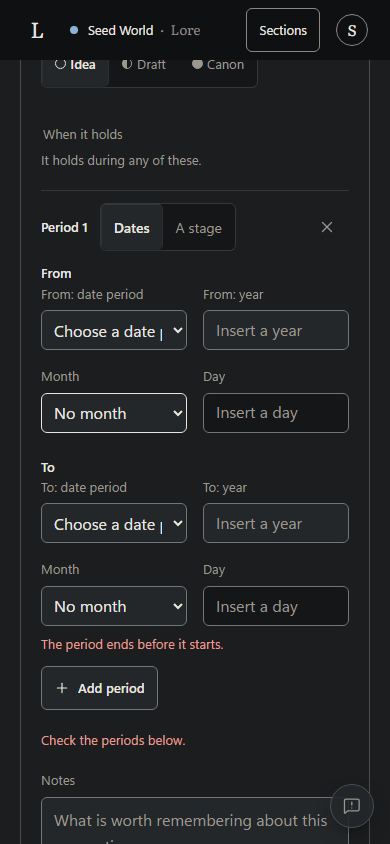 L Seed World · Lore Sections S
Idea Draft Canon
When it holds
It holds during any of these.
Period 1 Dates A stage
From
From: date period From: year
Choose a date p Insert a year
Month Day
No month Insert a day
To
To: date period To: year
Choose a date p Insert a year
Month Day
No month Insert a day
The period ends before it starts.
Add period
Check the periods below.
Notes
What is worth remembering about this